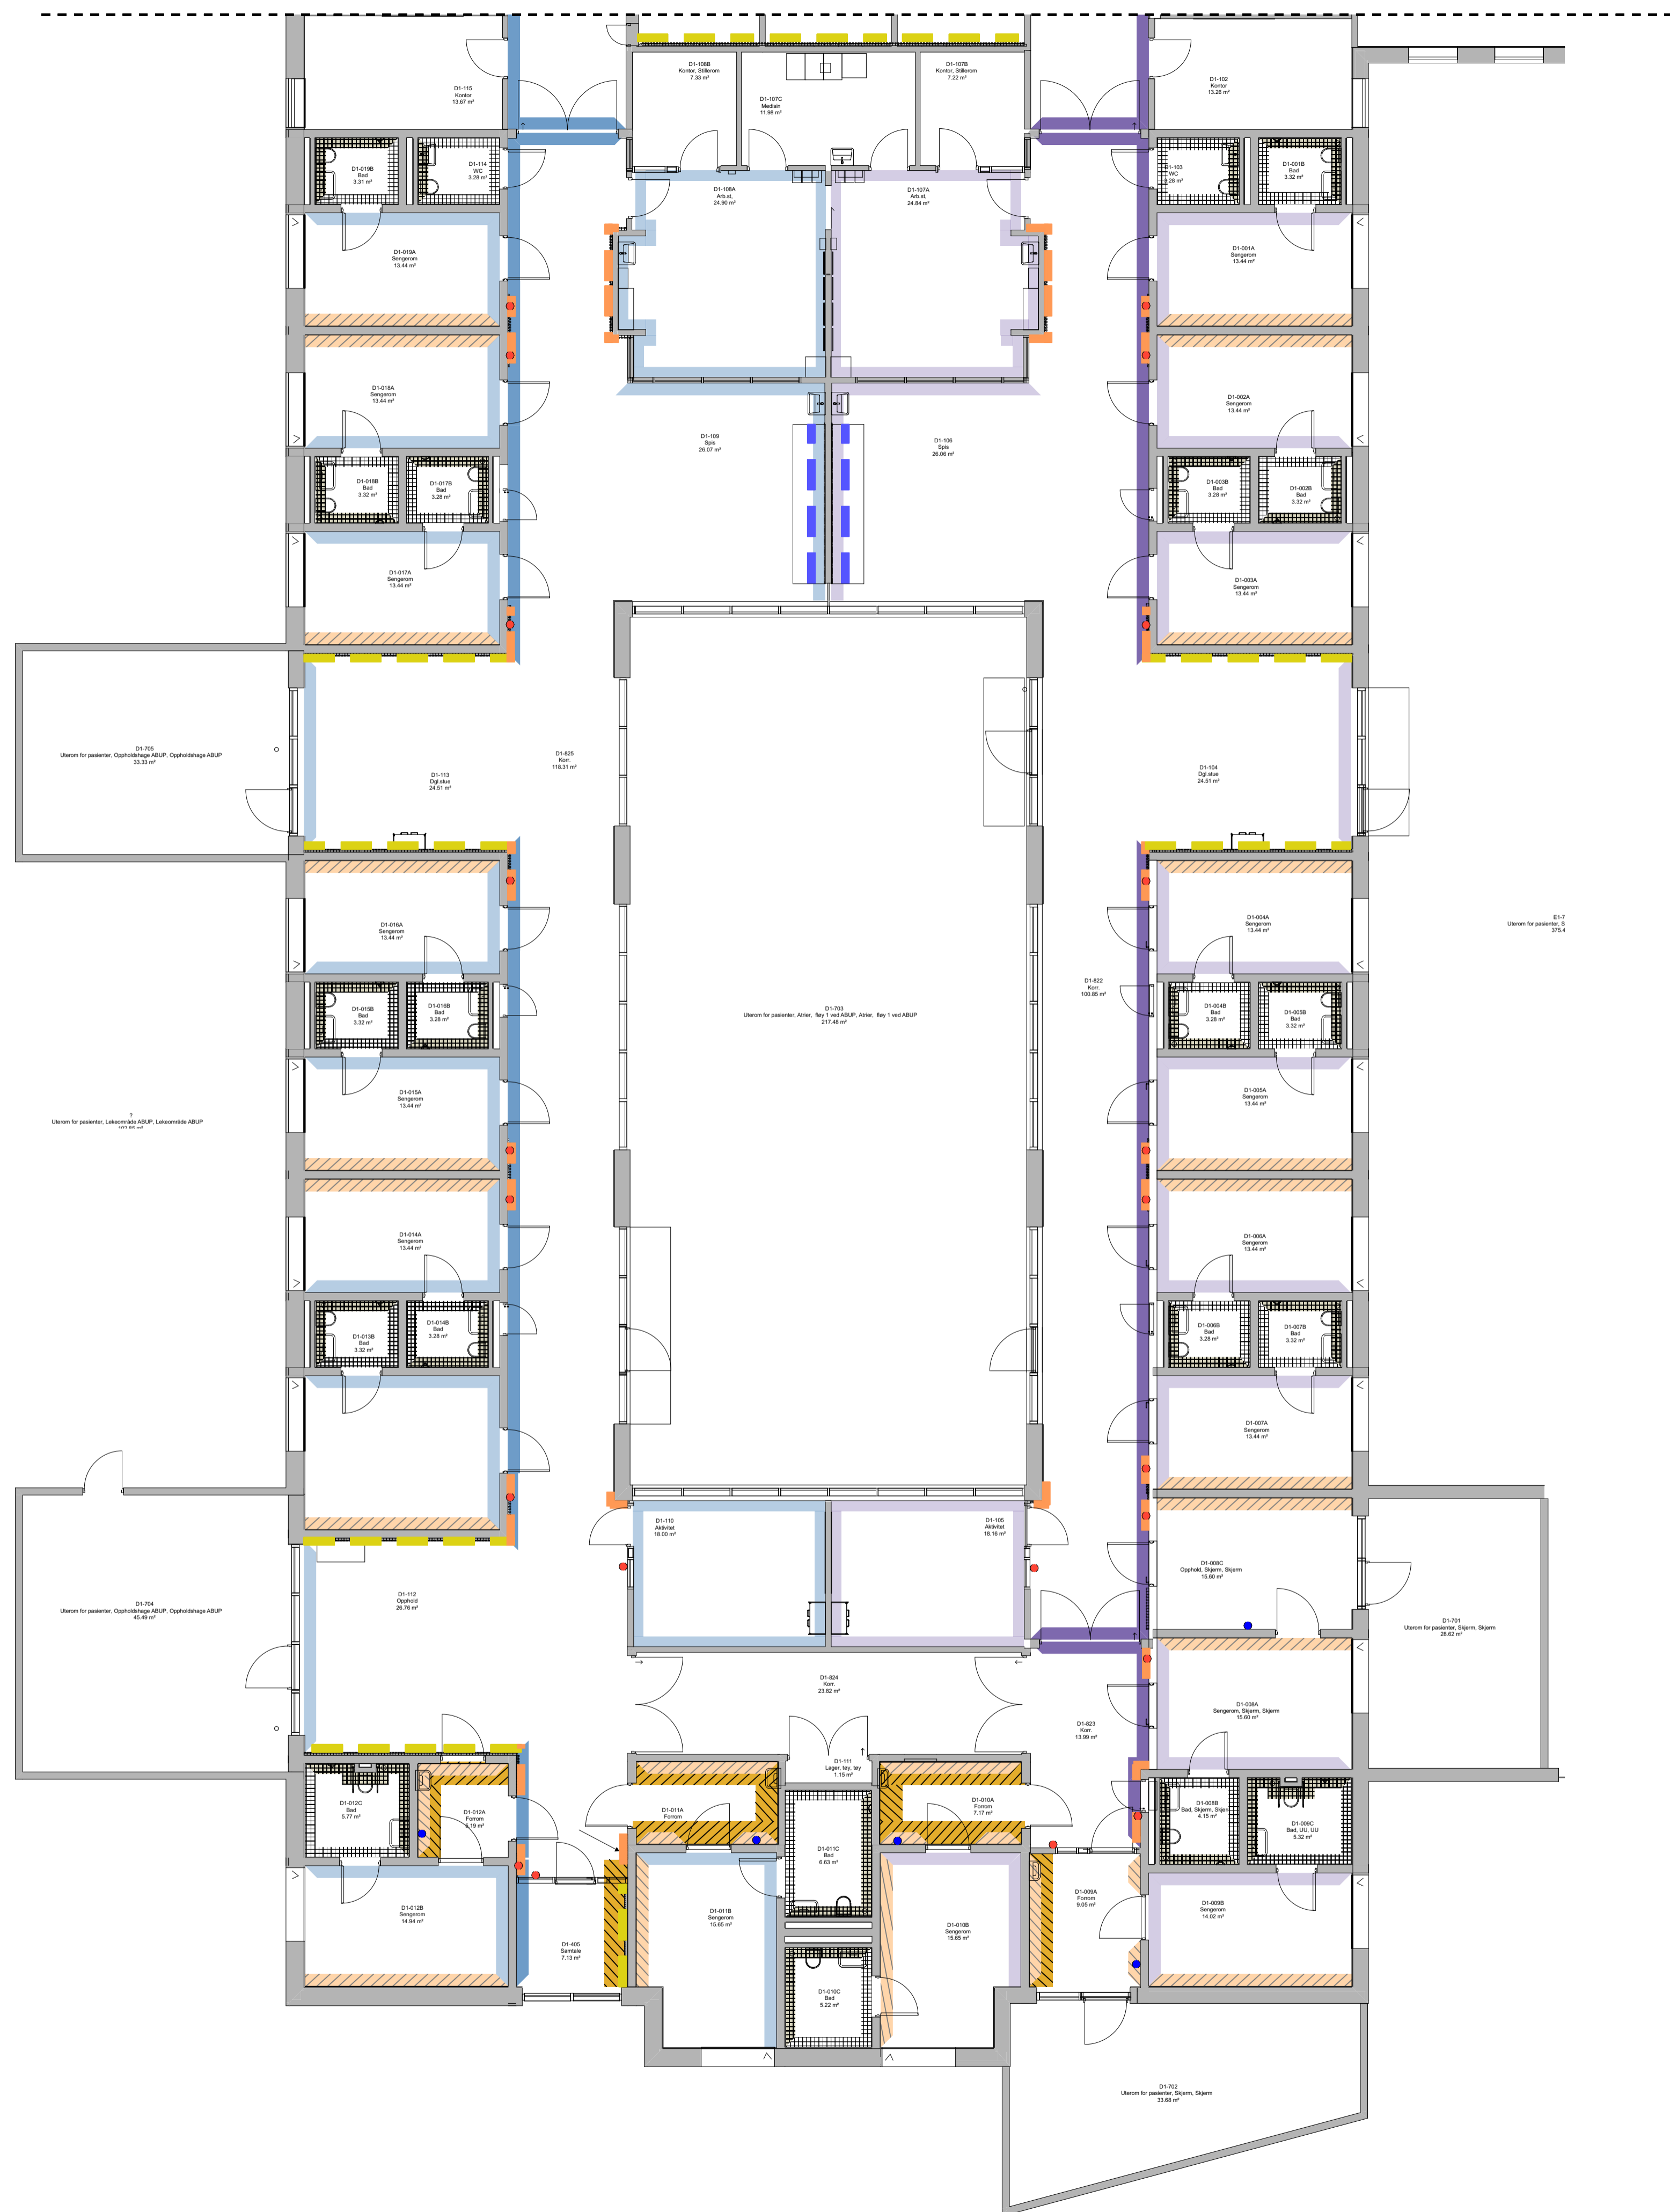 D1-108B
Kontor, Stillerom
7.33 m²
D1-107B
Kontor, Stillerom
7.22 m²
D1-115
Kontor
13.67 m²
D1-107C
Medisin
11.98 m²
D1-102
Kontor
13.26 m²
D1-019B
Bad
3.31 m²
D1-114
WC
3.28 m²
D1-108A
Arb.st,
24.90 m²
D1-107A
Arb.st,
24.84 m²
D1-103
WC
.28 m²
D1-001B
Bad
3.32 m²
D1-019A
Sengerom
13.44 m²
D1-001A
Sengerom
13.44 m²
D1-018A
Sengerom
13.44 m²
D1-002A
Sengerom
13.44 m²
D1-109
Spis
26.07 m²
D1-106
Spis
26.06 m²
D1-018B
Bad
3.32 m²
D1-017B
Bad
3.28 m²
D1-003B
Bad
3.28 m²
D1-002B
Bad
3.32 m²
D1-017A
Sengerom
13.44 m²
D1-003A
Sengerom
13.44 m²
D1-705
Uterom for pasienter, Oppholdshage ABUP, Oppholdshage ABUP
33.33 m²
D1-825
Korr.
118.31 m²
D1-113
Dgl.stue
24.51 m²
D1-104
Dgl.stue
24.51 m²
D1-016A
Sengerom
13.44 m²
D1-004A
Sengerom
13.44 m²
E1-7
Uterom for pasienter, S
375.4
D1-822
Korr.
100.85 m²
D1-015B
Bad
3.32 m²
D1-016B
Bad
3.28 m²
D1-703
Uterom for pasienter, Atrier, fløy 1 ved ABUP, Atrier, fløy 1 ved ABUP
217.48 m²
D1-004B
Bad
3.28 m²
D1-005B
Bad
3.32 m²
D1-015A
Sengerom
13.44 m²
D1-005A
Sengerom
13.44 m²
?
Uterom for pasienter, Lekeområde ABUP, Lekeområde ABUP
D1-014A
Sengerom
13.44 m²
D1-006A
Sengerom
13.44 m²
D1-013B
Bad
3.32 m²
D1-014B
Bad
3.28 m²
D1-006B
Bad
3.28 m²
D1-007B
Bad
3.32 m²
D1-007A
Sengerom
13.44 m²
D1-110
Aktivitet
18.00 m²
D1-105
Aktivitet
18.16 m²
D1-008C
Opphold, Skjerm, Skjerm
15.60 m²
D1-704
Uterom for pasienter, Oppholdshage ABUP, Oppholdshage ABUP
45.49 m²
D1-112
Opphold
26.76 m²
D1-701
Uterom for pasienter, Skjerm, Skjerm
28.62 m²
D1-824
Korr.
23.82 m²
D1-008A
Sengerom, Skjerm, Skjerm
15.60 m²
D1-823
Korr.
13.99 m²
D1-111
Lager, tøy, tøy
1.15 m²
D1-012C
Bad
5.77 m²
D1-012A
Forrom
5.19 m²
D1-011A
Forrom
D1-010A
Forrom
7.17 m²
D1-008B
Bad, Skjerm, Skjer
4.15 m²
D1-009C
Bad, UU, UU
5.32 m²
D1-011C
Bad
6.63 m²
D1-009A
Forrom
9.05 m²
D1-012B
Sengerom
14.94 m²
D1-011B
Sengerom
15.65 m²
D1-009B
Sengerom
14.02 m²
D1-010B
Sengerom
15.65 m²
D1-405
Samtale
7.13 m²
D1-010C
Bad
5.22 m²
D1-702
Uterom for pasienter, Skjerm, Skjerm
33.68 m²